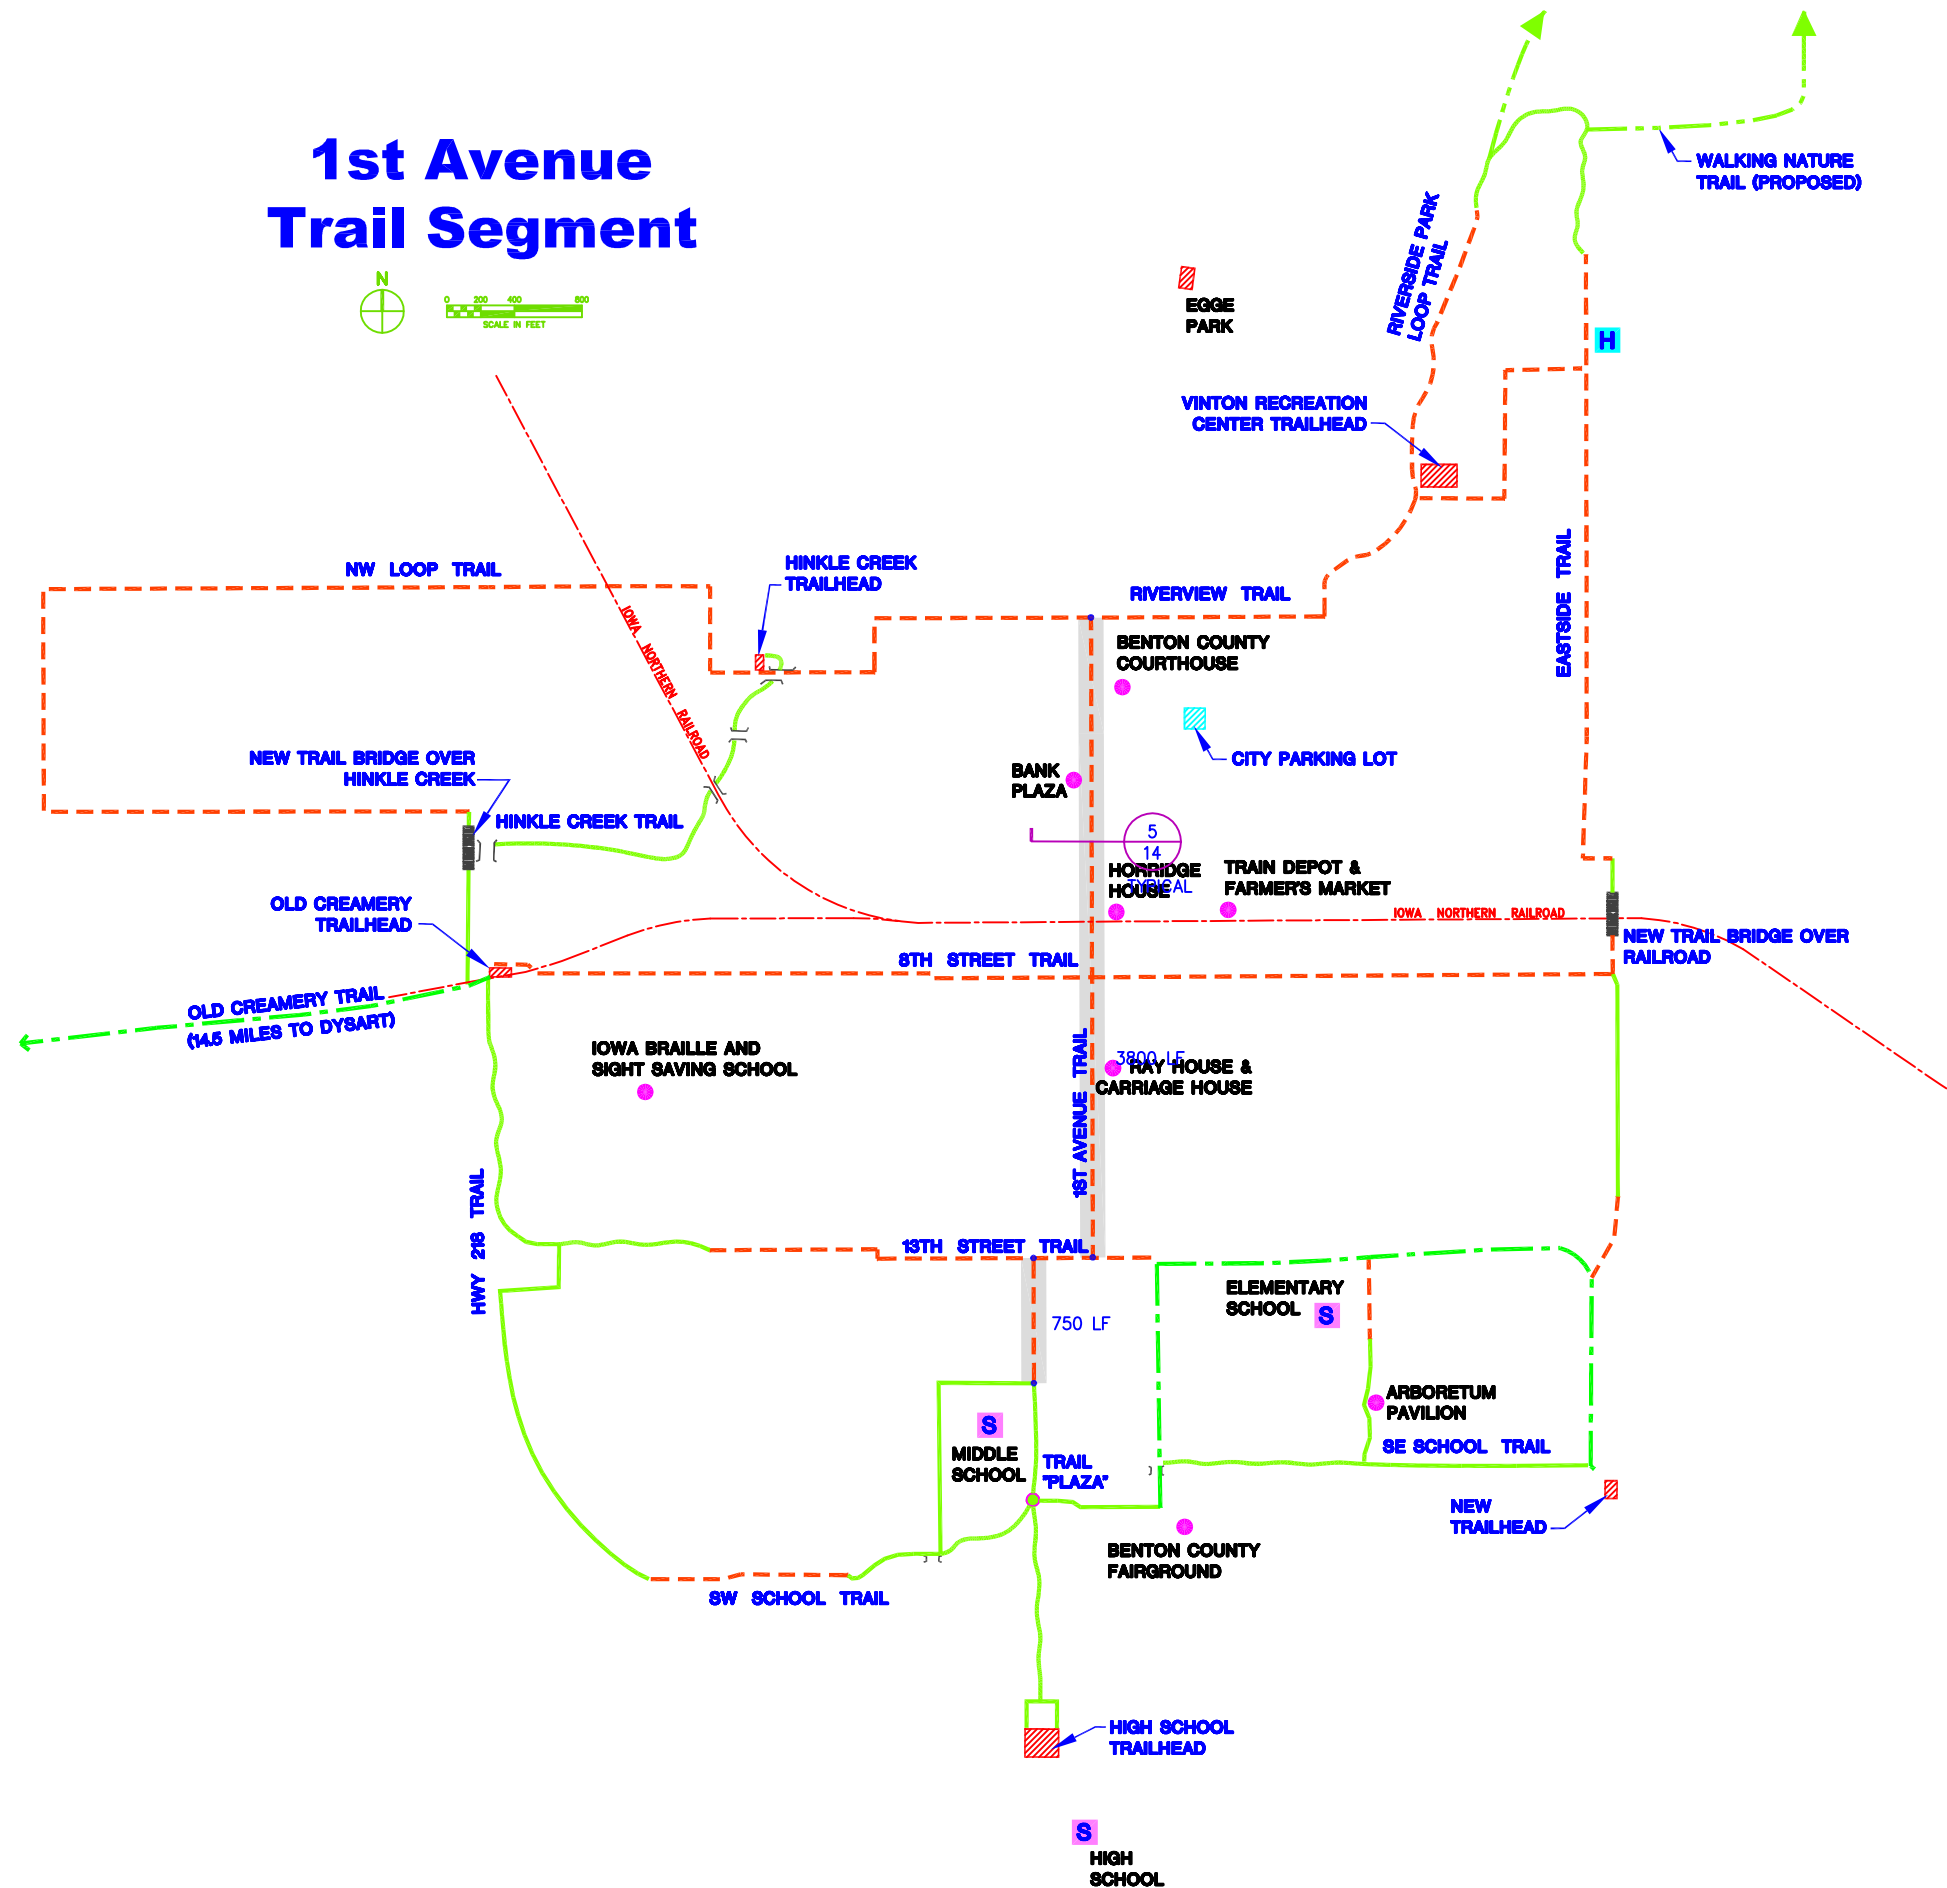 1st Avenue
Trail Segment
N
0 200 400 800
SCALE IN FEET
WALKING NATURE
TRAIL (PROPOSED)
RIVERSIDE PARK
LOOP TRAIL
EGGE
PARK
H
VINTON RECREATION
CENTER TRAILHEAD
NW LOOP TRAIL
HINKLE CREEK
TRAILHEAD
RIVERVIEW TRAIL
EASTSIDE TRAIL
IOWA NORTHERN RAILROAD
BENTON COUNTY
COURTHOUSE
CITY PARKING LOT
BANK
PLAZA
NEW TRAIL BRIDGE OVER
HINKLE CREEK
HINKLE CREEK TRAIL
5
14
TYPICAL
HORRIDGE
HOUSE
TRAIN DEPOT &
FARMER'S MARKET
IOWA NORTHERN RAILROAD
OLD CREAMERY
TRAILHEAD
NEW TRAIL BRIDGE OVER
RAILROAD
8TH STREET TRAIL
OLD CREAMERY TRAIL
(14.5 MILES TO DYSART)
IOWA BRAILLE AND
SIGHT SAVING SCHOOL
1ST AVENUE TRAIL
3800 LF
RAY HOUSE &
CARRIAGE HOUSE
HWY 218 TRAIL
13TH STREET TRAIL
ELEMENTARY
SCHOOL
S
750 LF
ARBORETUM
PAVILION
SE SCHOOL TRAIL
S
MIDDLE
SCHOOL
TRAIL
"PLAZA"
NEW
TRAILHEAD
BENTON COUNTY
FAIRGROUND
SW SCHOOL TRAIL
HIGH SCHOOL
TRAILHEAD
S
HIGH
SCHOOL